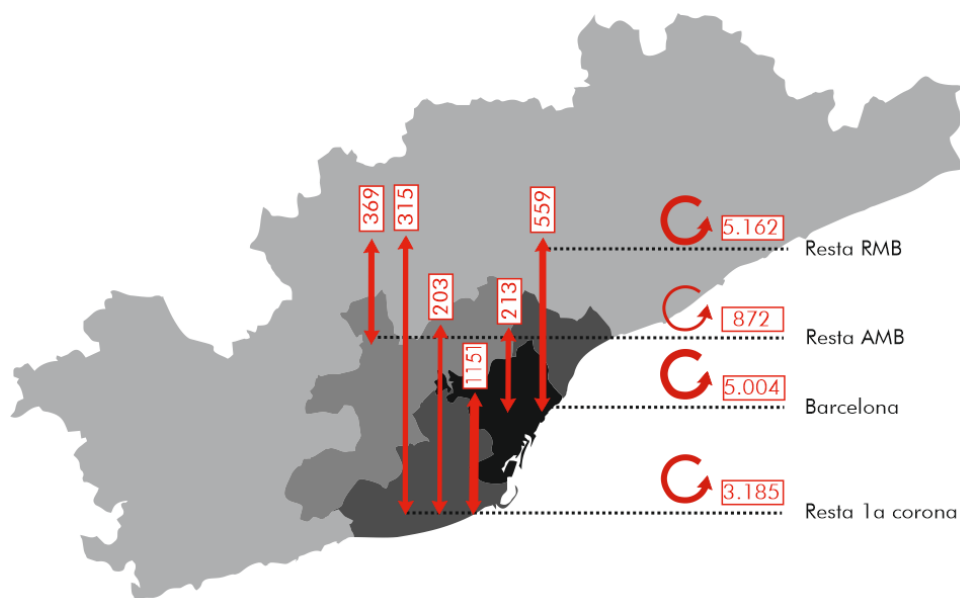 369
315
559
5.162
Resta RMB
203
213
872
Resta AMB
1151
5.004
Barcelona
3.185
Resta 1a corona